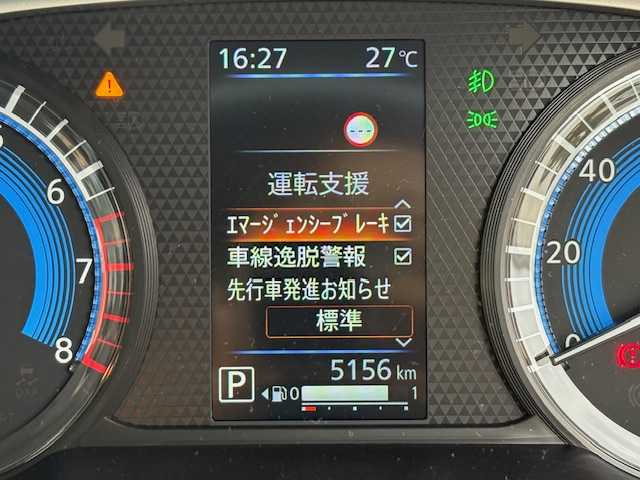 16:27 27℃
運転支援
ｴﾏｰｼﾞｪﾝｼｰﾌﾞﾚｰｷ
車線逸脱警報
先行車発進お知らせ
標準
5156 km
P 0 1
6
7
8
40
20
0